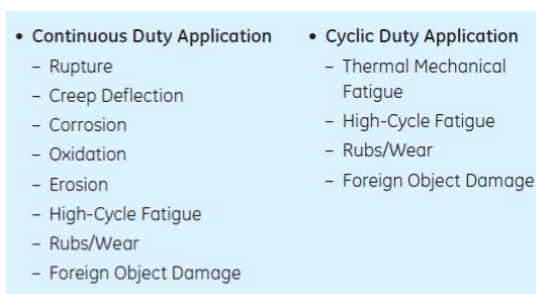 • Continuous Duty Application
– Rupture
– Creep Deflection
– Corrosion
– Oxidation
– Erosion
– High-Cycle Fatigue
– Rubs/Wear
– Foreign Object Damage
• Cyclic Duty Application
– Thermal Mechanical
Fatigue
– High-Cycle Fatigue
– Rubs/Wear
– Foreign Object Damage